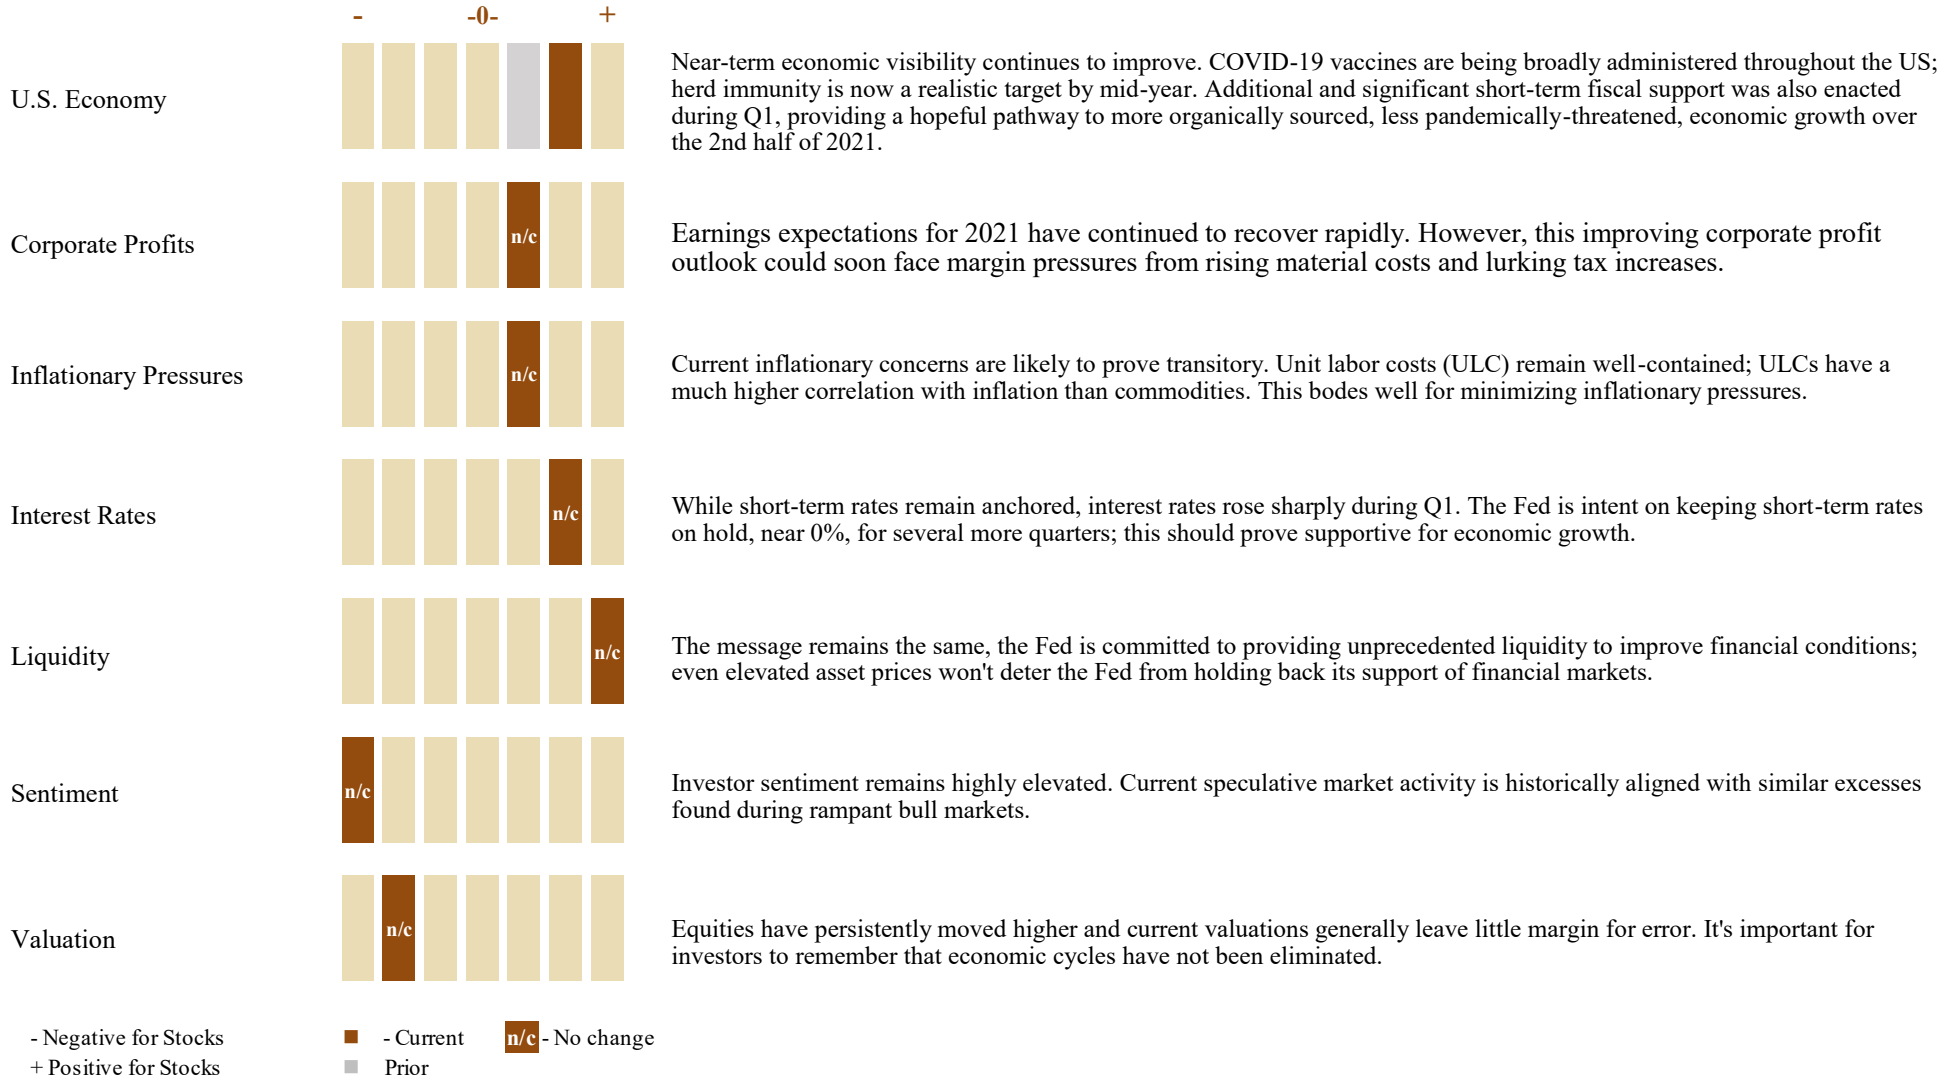 - -0- +
U.S. Economy
Near-term economic visibility continues to improve. COVID-19 vaccines are being broadly administered throughout the US;
herd immunity is now a realistic target by mid-year. Additional and significant short-term fiscal support was also enacted
during Q1, providing a hopeful pathway to more organically sourced, less pandemically-threatened, economic growth over
the 2nd half of 2021.
Corporate Profits
n/c
Earnings expectations for 2021 have continued to recover rapidly. However, this improving corporate profit
outlook could soon face margin pressures from rising material costs and lurking tax increases.
Inflationary Pressures
n/c
Current inflationary concerns are likely to prove transitory. Unit labor costs (ULC) remain well-contained; ULCs have a
much higher correlation with inflation than commodities. This bodes well for minimizing inflationary pressures.
Interest Rates
n/c
While short-term rates remain anchored, interest rates rose sharply during Q1. The Fed is intent on keeping short-term rates
on hold, near 0%, for several more quarters; this should prove supportive for economic growth.
Liquidity
n/c
The message remains the same, the Fed is committed to providing unprecedented liquidity to improve financial conditions;
even elevated asset prices won't deter the Fed from holding back its support of financial markets.
Sentiment
n/c
Investor sentiment remains highly elevated. Current speculative market activity is historically aligned with similar excesses
found during rampant bull markets.
Valuation
n/c
Equities have persistently moved higher and current valuations generally leave little margin for error. It's important for
investors to remember that economic cycles have not been eliminated.
- Negative for Stocks - Current n/c - No change
+ Positive for Stocks Prior